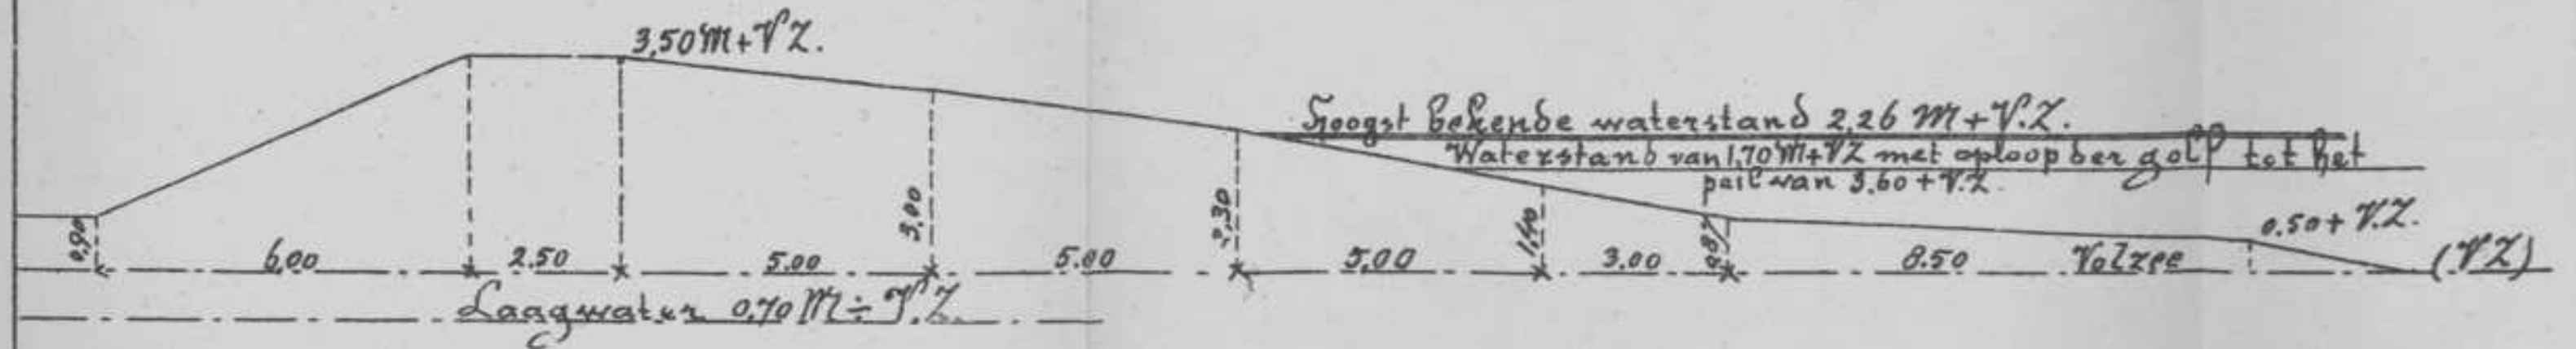 3,50 M + V Z.
Hoogst bekende waterstand 2,26 M + V.Z.
Waterstand van 1,70 M + VZ met oploop der golf tot het
peil van 3.60 + V.Z.
0.50 + V.Z.
0,90
3,00
2,30
1,40
6,00 2.50 5.00 5.00 5,00 3.00 8.50 Volzee (VZ)
Laagwater 0,70 M ÷ V.Z.